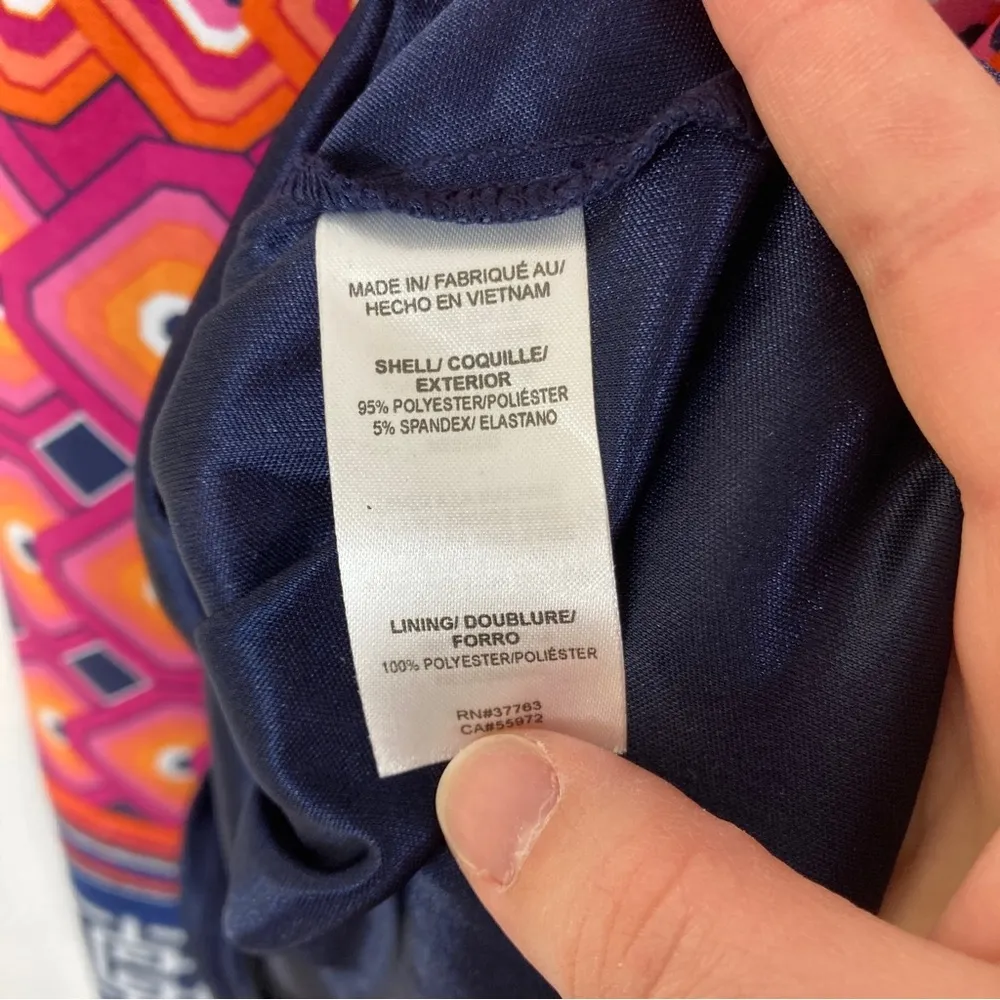 MADE IN/ FABRIQUÉ AU/
HECHO EN VIETNAM
SHELL/ COQUILLE/
EXTERIOR
95% POLYESTER/POLIÉSTER
5% SPANDEX/ ELASTANO
LINING/ DOUBLURE/
FORRO
100% POLYESTER/POLIÉSTER
RN#37763
CA#55972